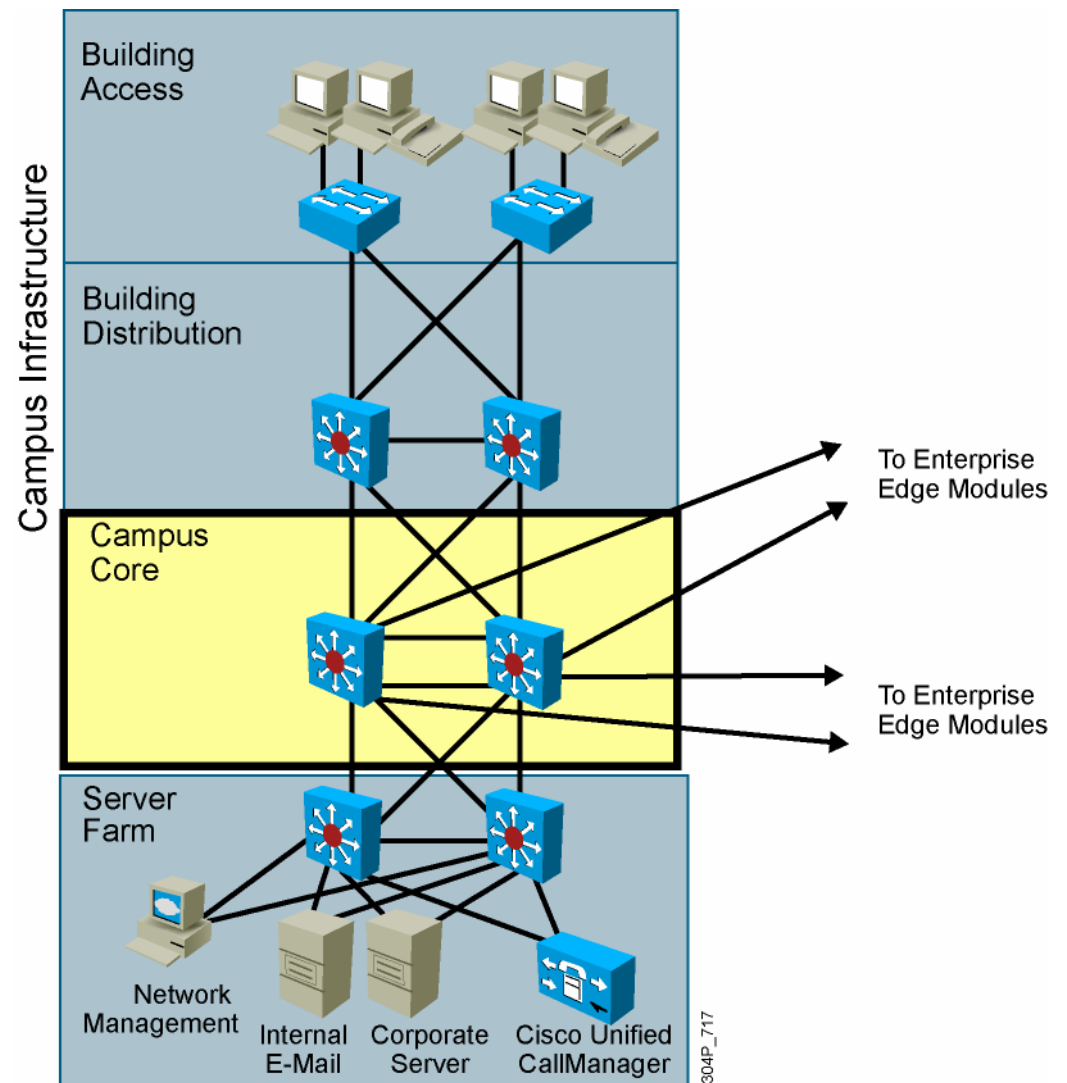 Campus Infrastructure
Building
Access
Building
Distribution
To Enterprise
Edge Modules
Campus
Core
To Enterprise
Edge Modules
Server
Farm
Network
Management
Internal
E-Mail
Corporate
Server
Cisco Unified
CallManager
304P_717